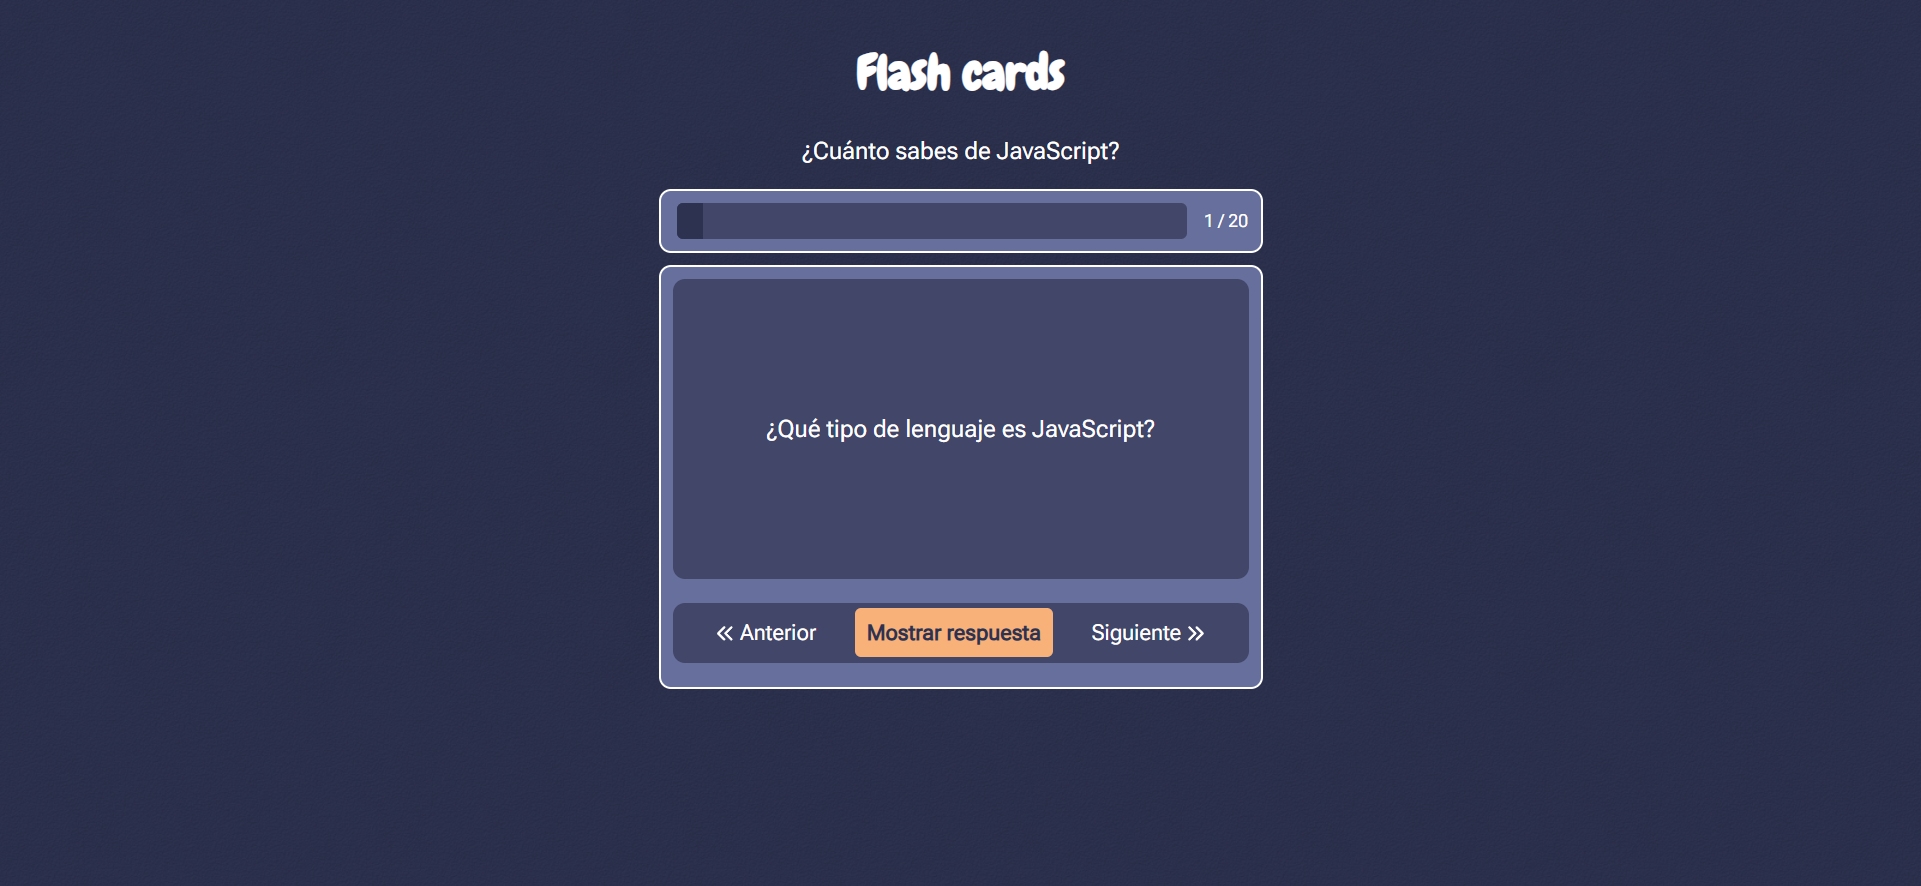 Flash cards
¿Cuánto sabes de JavaScript?
1 / 20
¿Qué tipo de lenguaje es JavaScript?
« Anterior
Mostrar respuesta
Siguiente »